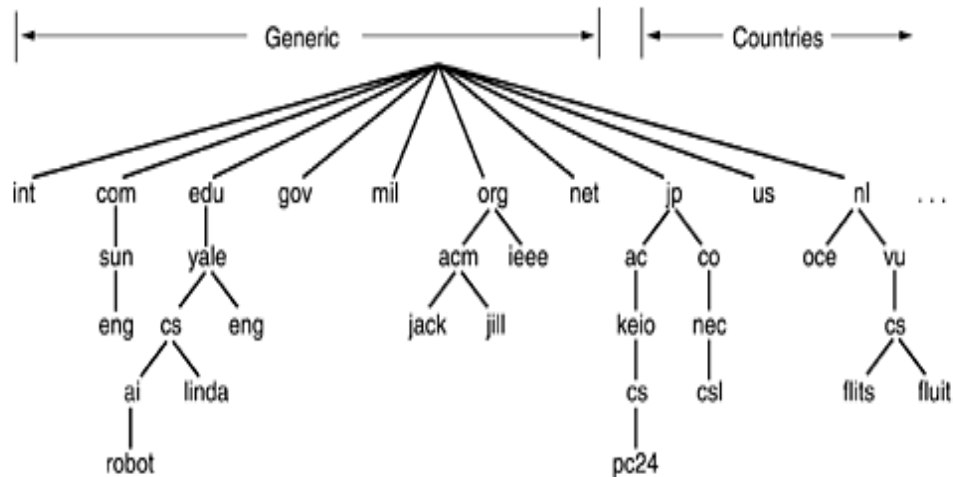 Generic Countries
int com edu gov mil org net jp us nl . . .
sun yale acm ieee ac co oce vu
eng cs eng jack jill keio nec cs
ai linda cs csl flits fluit
robot pc24